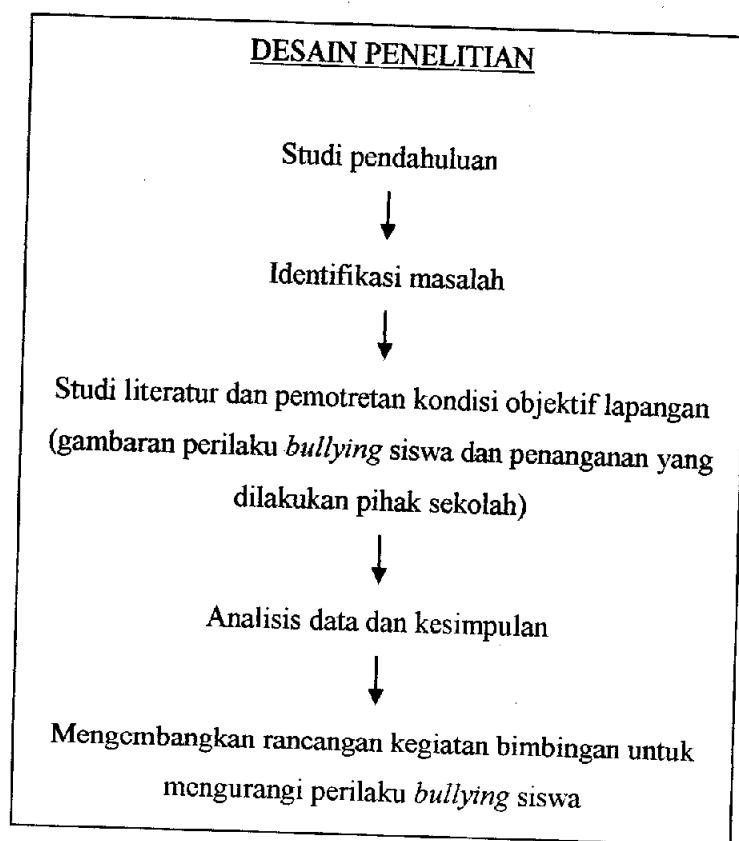 DESAIN PENELITIAN
Studi pendahuluan
Identifikasi masalah
Studi literatur dan pemotretan kondisi objektif lapangan
(gambaran perilaku bullying siswa dan penanganan yang
dilakukan pihak sekolah)
Analisis data dan kesimpulan
Mengembangkan rancangan kegiatan bimbingan untuk
mengurangi perilaku bullying siswa